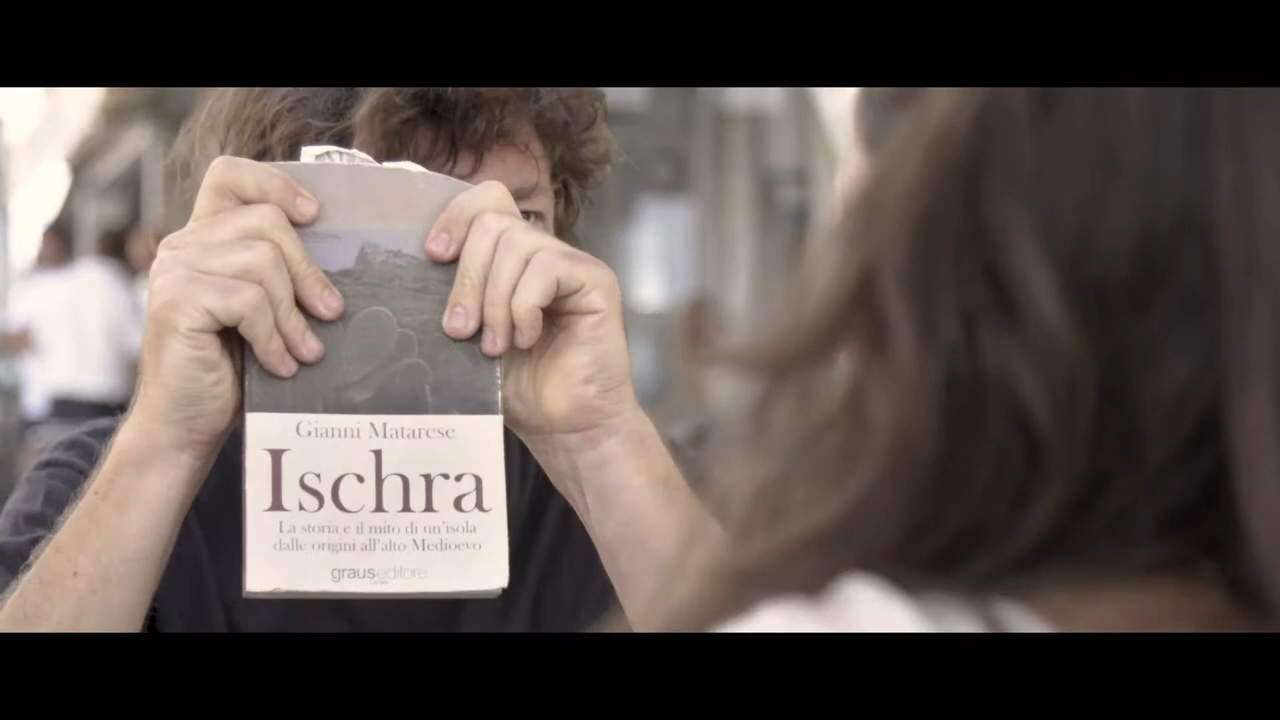 Gianni Matarese
Ischra
La storia e il mito di un'isola
dalle origini all'alto Medioevo
grauseditore